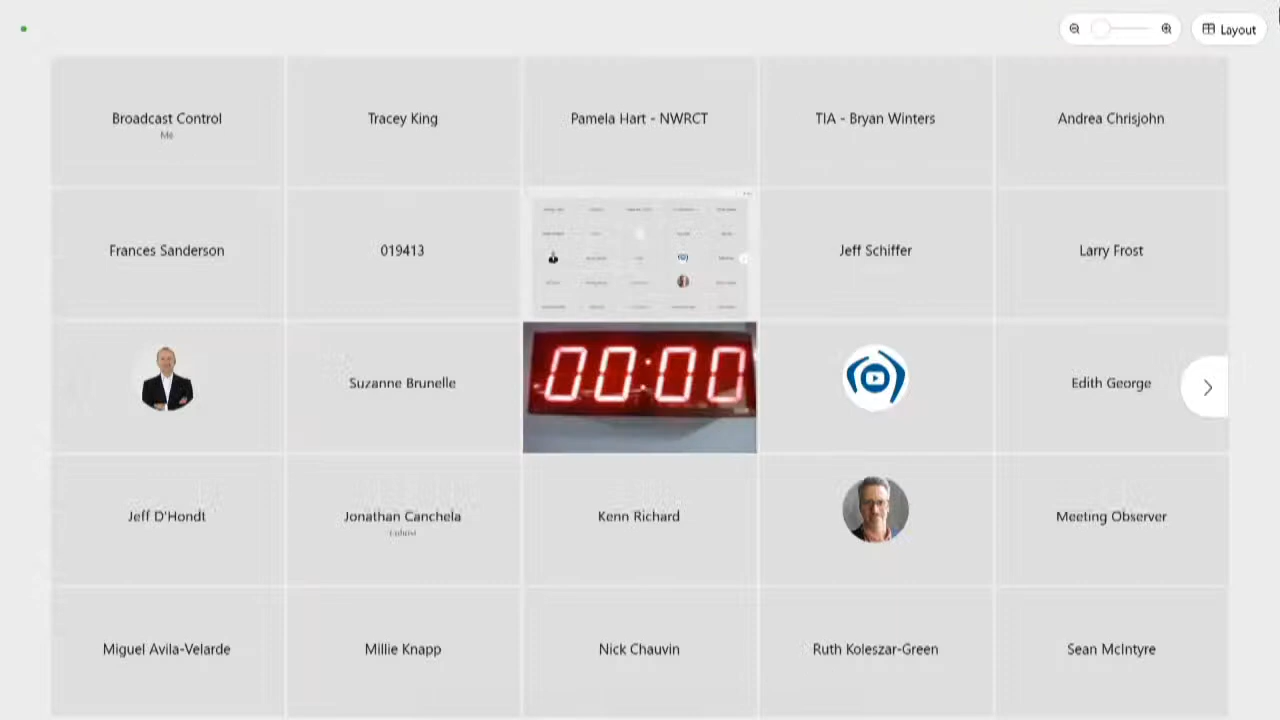 Layout
Broadcast Control
Me
Tracey King
Pamela Hart - NWRCT
TIA - Bryan Winters
Andrea Chrisjohn
Frances Sanderson
019413
Jeff Schiffer
Larry Frost
Suzanne Brunelle
00:00
Edith George
Jeff D'Hondt
Jonathan Canchela
Cohost
Kenn Richard
Meeting Observer
Miguel Avila-Velarde
Millie Knapp
Nick Chauvin
Ruth Koleszar-Green
Sean McIntyre